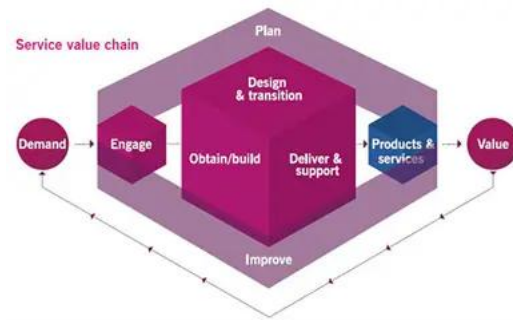 Plan
Service value chain
Design
& transition
Demand
Engage
Obtain/build
Deliver &
support
Products &
services
Value
Improve